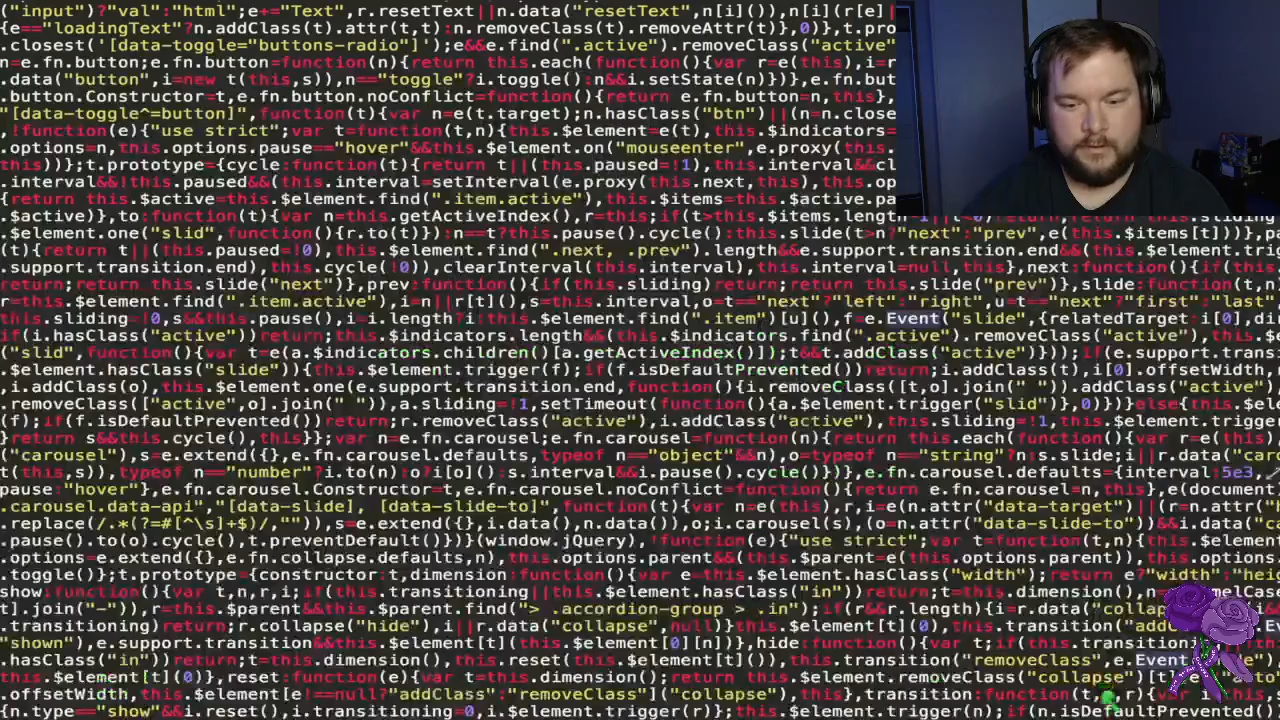 ("input")?"val":"html";e+="Text",r.resetText||n.data("resetText",n[i]()),n[i](r[e]|
{e=="loadingText"?n.addClass(t).attr(t,t):n.removeClass(t).removeAttr(t)},0)},t.pro
.closest('[data-toggle="buttons-radio"]');e&&e.find(".active").removeClass("active"
n=e.fn.button;e.fn.button=function(n){return this.each(function(){var r=e(this),i=r
.data("button",i=new t(this,s)),n=="toggle"?i.toggle():n&&i.setState(n)})},e.fn.but
.button.Constructor=t,e.fn.button.noConflict=function(){return e.fn.button=n,this},
"[data-toggle^=button]",function(t){var n=e(t.target);n.hasClass("btn")||(n=n.close
,!function(e){"use strict";var t=function(t,n){this.$element=e(t),this.$indicators=
.options=n,this.options.pause=="hover"&&this.$element.on("mouseenter",e.proxy(this.
this))};t.prototype={cycle:function(t){return t||(this.paused=!1),this.interval&&cl
.interval&&!this.paused&&(this.interval=setInterval(e.proxy(this.next,this),this.op
{return this.$active=this.$element.find(".item.active"),this.$items=this.$active.pa
.$active)},to:function(t){var n=this.getActiveIndex(),r=this;if(t>this.$items.length-1||t<0)return;return this.sliding
.$element.one("slid",function(){r.to(t)}):n==t?this.pause().cycle():this.slide(t>n?"next":"prev",e(this.$items[t]))},pa
(t){return t||(this.paused=!0),this.$element.find(".next, .prev").length&&e.support.transition.end&&(this.$element.trig
.support.transition.end),this.cycle(!0)),clearInterval(this.interval),this.interval=null,this},next:function(){if(this
return;return this.slide("next")},prev:function(){if(this.sliding)return;return this.slide("prev")},slide:function(t,n
r=this.$element.find(".item.active"),i=n||r[t](),s=this.interval,o=t=="next"?"left":"right",u=t=="next"?"first":"last"
this.sliding=!0,s&&this.pause(),i=i.length?i:this.$element.find(".item")[u](),f=e.Event("slide",{relatedTarget:i[0],di
if(i.hasClass("active"))return;this.$indicators.length&&(this.$indicators.find(".active").removeClass("active"),this.$
("slid",function(){var t=e(a.$indicators.children()[a.getActiveIndex()]);t&&t.addClass("active")}));if(e.support.trans
.$element.hasClass("slide")){this.$element.trigger(f);if(f.isDefaultPrevented())return;i.addClass(t),i[0].offsetWidth,
i.addClass(o),this.$element.one(e.support.transition.end,function(){i.removeClass([t,o].join(" ")).addClass("active")
.removeClass(["active",o].join(" ")),a.sliding=!1,setTimeout(function(){a.$element.trigger("slid")},0)})}else{this.$ele
(f);if(f.isDefaultPrevented())return;r.removeClass("active"),i.addClass("active"),this.sliding=!1,this.$element.trigger
}return s&&this.cycle(),this}};var n=e.fn.carousel;e.fn.carousel=function(n){return this.each(function(){var r=e(this)
("carousel"),s=e.extend({},e.fn.carousel.defaults,typeof n=="object"&&n),o=typeof n=="string"?n:s.slide;i||r.data("caro
t(this,s)),typeof n=="number"?i.to(n):o?i[o]():s.interval&&i.pause().cycle()})},e.fn.carousel.defaults={interval:5e3,
pause:"hover"},e.fn.carousel.Constructor=t,e.fn.carousel.noConflict=function(){return e.fn.carousel=n,this},e(document
.carousel.data-api","[data-slide], [data-slide-to]",function(t){var n=e(this),r,i=e(n.attr("data-target")||(r=n.attr("
.replace(/.*(?=#[^\s]+$)/,"")),s=e.extend({},i.data(),n.data()),o;i.carousel(s),(o=n.attr("data-slide-to"))&&i.data("c
.pause().to(o).cycle(),t.preventDefault()})}(window.jQuery),!function(e){"use strict";var t=function(t,n){this.$element
.options=e.extend({},e.fn.collapse.defaults,n),this.options.parent&&(this.$parent=e(this.options.parent)),this.options
.toggle()};t.prototype={constructor:t,dimension:function(){var e=this.$element.hasClass("width");return e?"width":"heig
show:function(){var t,n,r,i;if(this.transitioning||this.$element.hasClass("in"))return;t=this.dimension(),n=e.camelCase
t].join("-")),r=this.$parent&&this.$parent.find("> .accordion-group > .in");if(r&&r.length){i=r.data("collap
.transitioning)return;r.collapse("hide"),i||r.data("collapse",null)}this.$element[t](0),this.transition("addC
"shown"),e.support.transition&&this.$element[t](this.$element[0][n])},hide:function(){var t;if(this.transition
.hasClass("in"))return;t=this.dimension(),this.reset(this.$element[t]()),this.transition("removeClass",e.Event
this.$element[t](0)},reset:function(e){var t=this.dimension();return this.$element.removeClass("collapse")[t](e||"auto
.offsetWidth,this.$element[e!==null?"addClass":"removeClass"]("collapse"),this},transition:function(t,n,r){var
{n.type=="show"&&i.reset(),i.transitioning=0,i.$element.trigger(r)};this.$element.trigger(n);if(n.isDefaultPrevented()